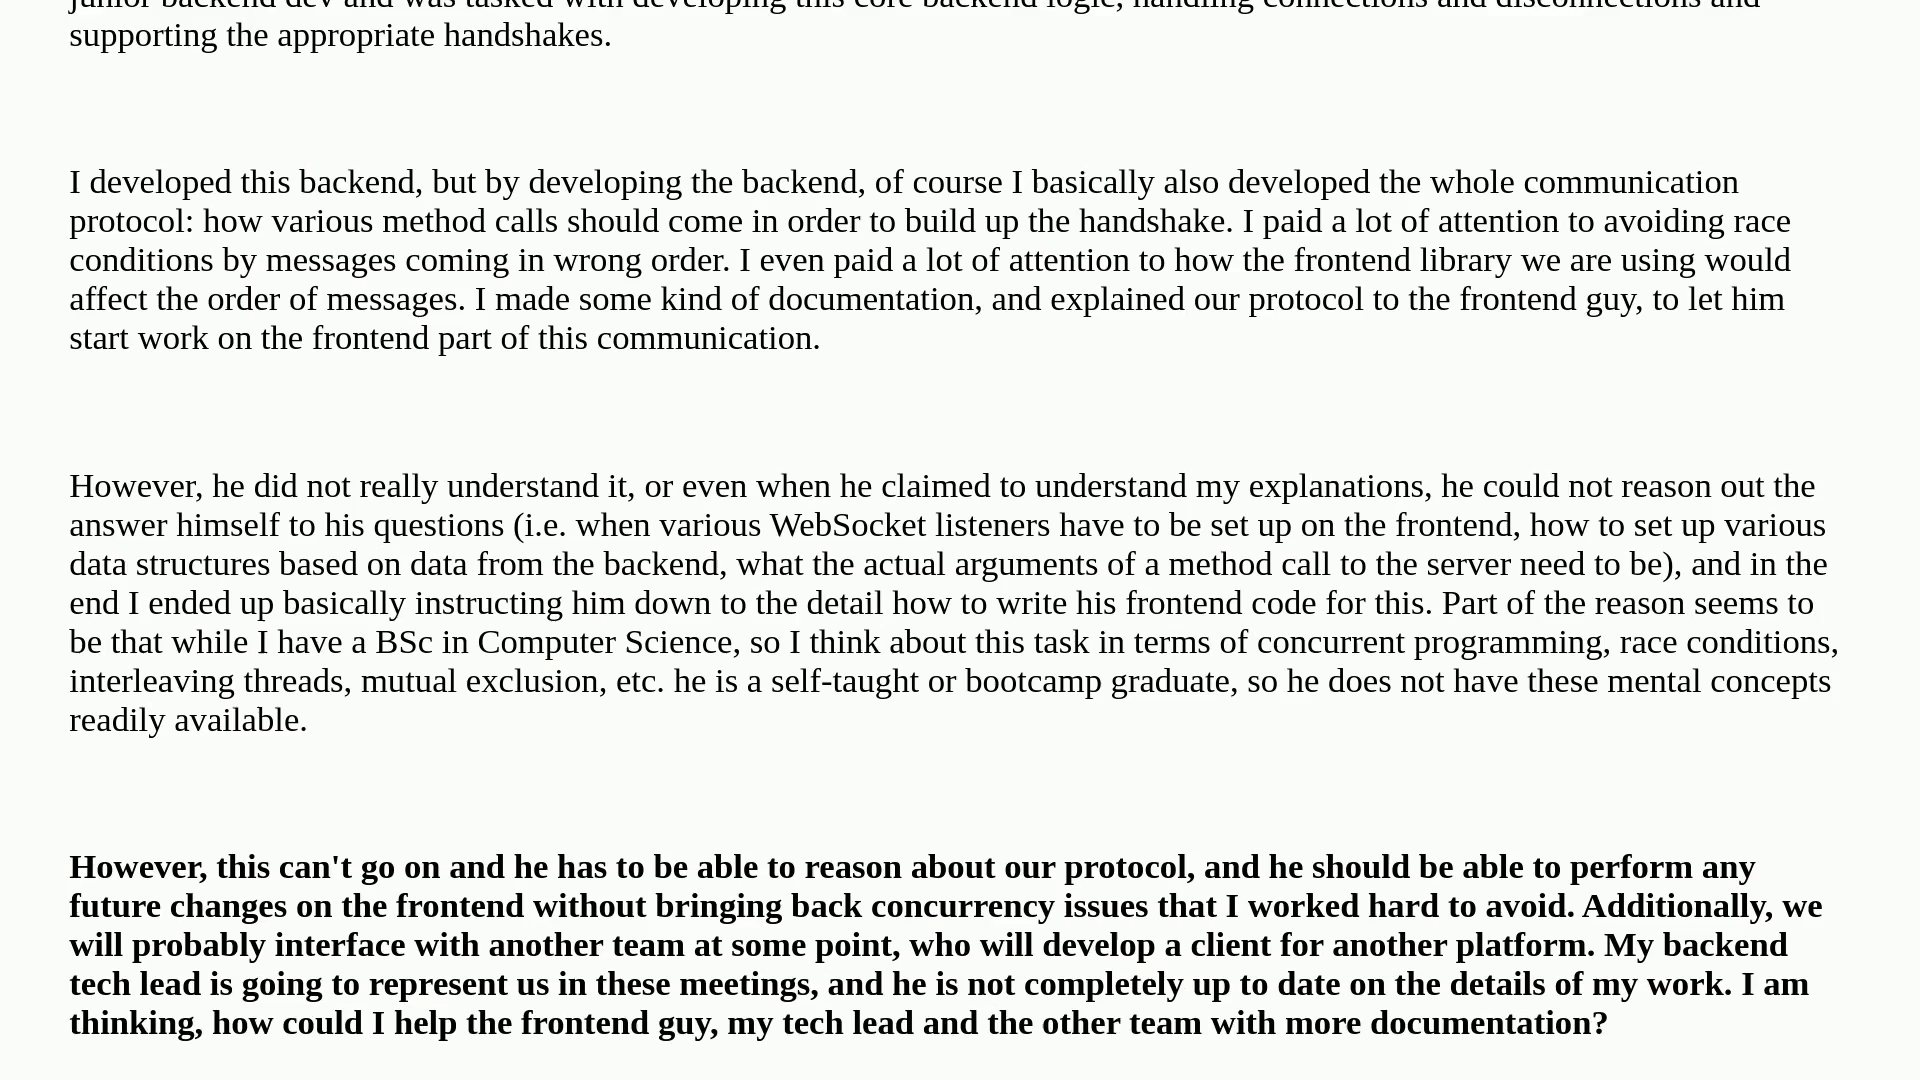 junior backend dev and was tasked with developing this core backend logic, handling connections and disconnections and
supporting the appropriate handshakes.
I developed this backend, but by developing the backend, of course I basically also developed the whole communication
protocol: how various method calls should come in order to build up the handshake. I paid a lot of attention to avoiding race
conditions by messages coming in wrong order. I even paid a lot of attention to how the frontend library we are using would
affect the order of messages. I made some kind of documentation, and explained our protocol to the frontend guy, to let him
start work on the frontend part of this communication.
However, he did not really understand it, or even when he claimed to understand my explanations, he could not reason out the
answer himself to his questions (i.e. when various WebSocket listeners have to be set up on the frontend, how to set up various
data structures based on data from the backend, what the actual arguments of a method call to the server need to be), and in the
end I ended up basically instructing him down to the detail how to write his frontend code for this. Part of the reason seems to
be that while I have a BSc in Computer Science, so I think about this task in terms of concurrent programming, race conditions,
interleaving threads, mutual exclusion, etc. he is a self-taught or bootcamp graduate, so he does not have these mental concepts
readily available.
However, this can't go on and he has to be able to reason about our protocol, and he should be able to perform any
future changes on the frontend without bringing back concurrency issues that I worked hard to avoid. Additionally, we
will probably interface with another team at some point, who will develop a client for another platform. My backend
tech lead is going to represent us in these meetings, and he is not completely up to date on the details of my work. I am
thinking, how could I help the frontend guy, my tech lead and the other team with more documentation?